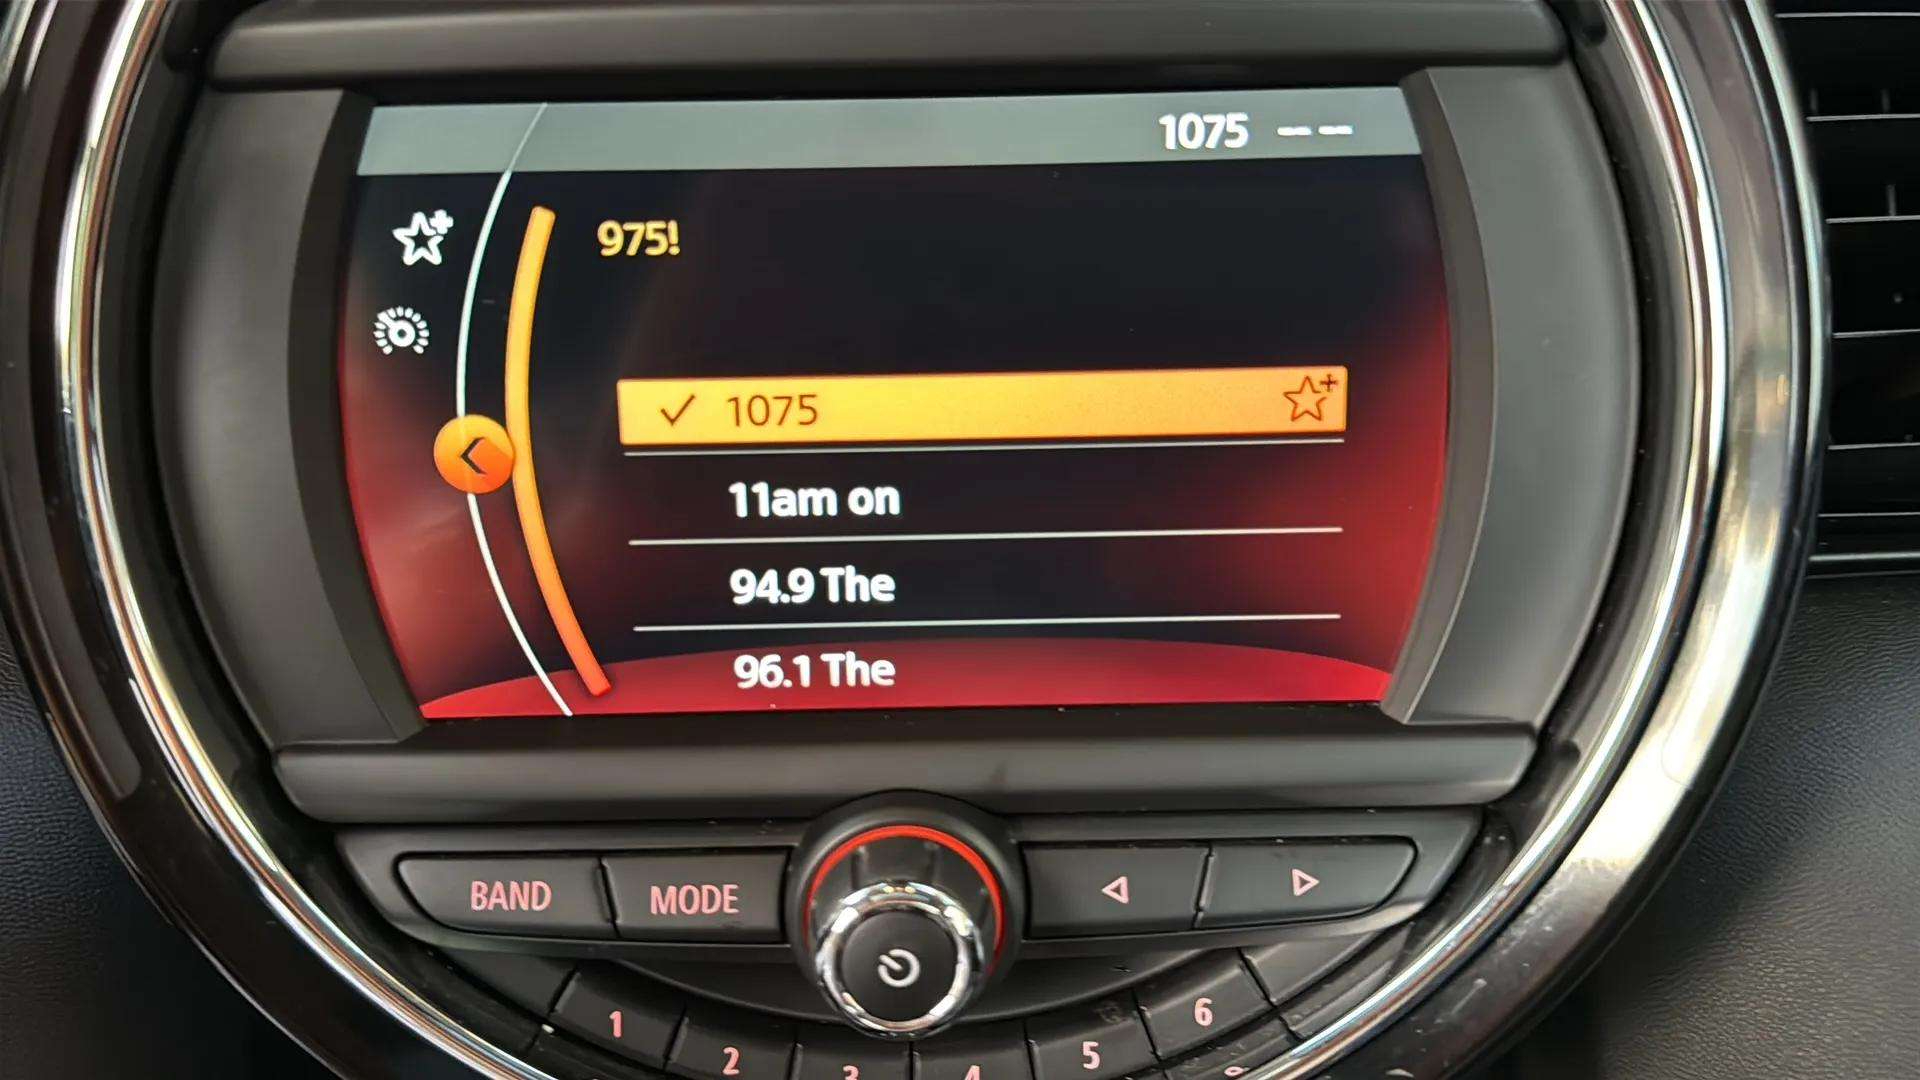 1075 -- --
975!
1075
11am on
94.9 The
96.1 The
BAND
MODE
1
2
3
4
5
6